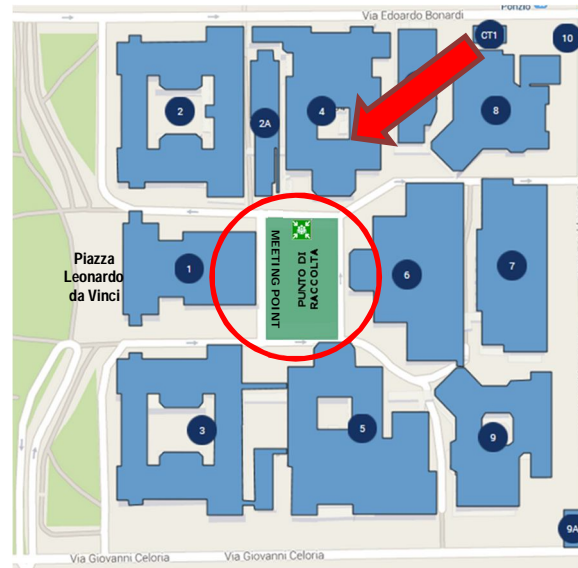 Ponzio
Via Edoardo Bonardi
CT1
10
2
2A
4
8
Piazza
Leonardo
da Vinci
1
MEETING POINT
PUNTO DI
RACCOLTA
6
7
3
5
9
9A
Via Giovanni Celoria
Via Giovanni Celoria